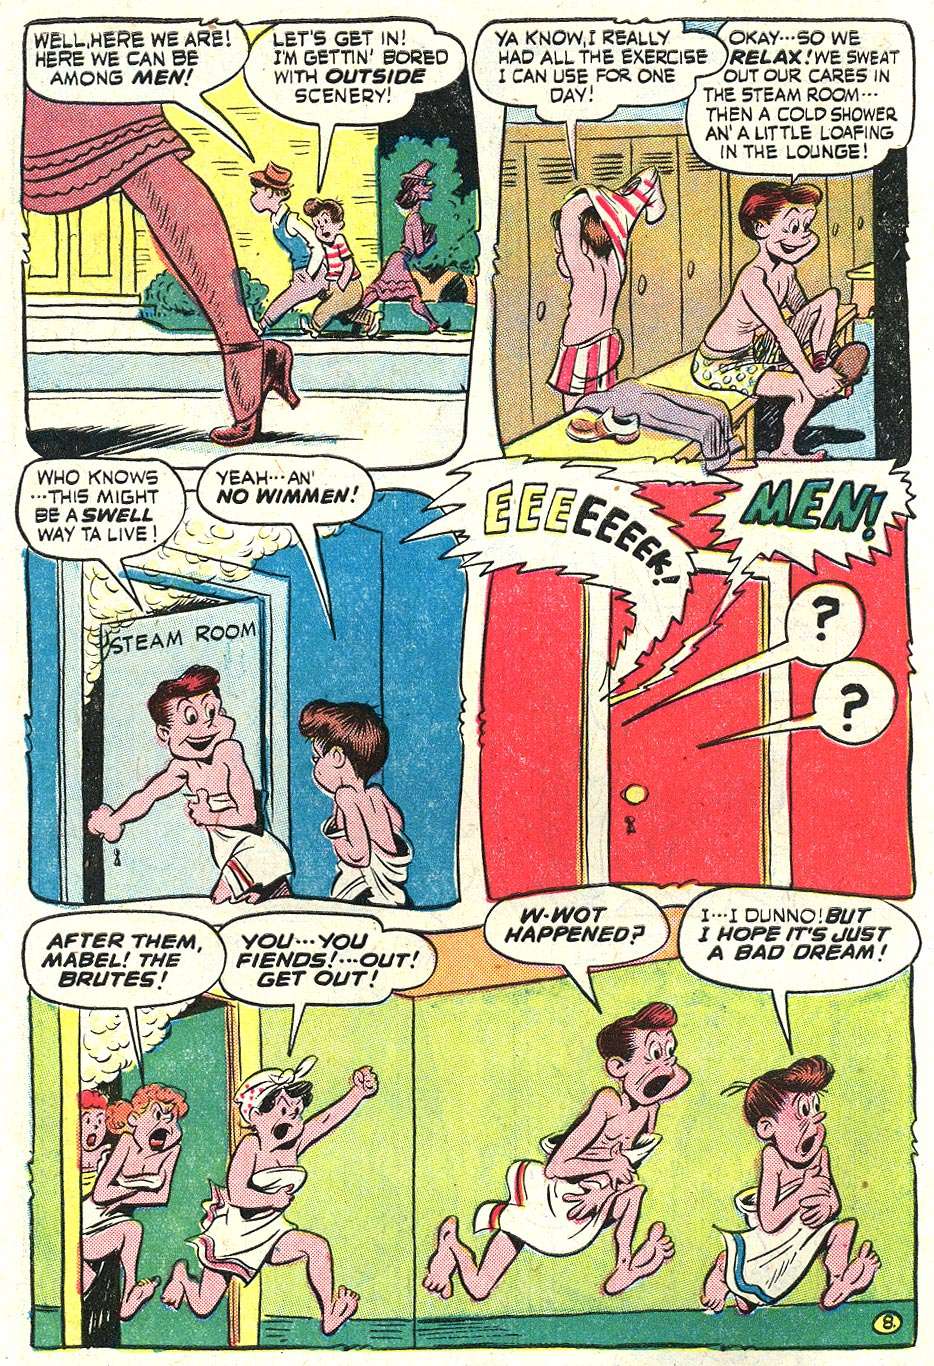 WELL, HERE WE ARE!
HERE WE CAN BE
AMONG MEN!
LET'S GET IN!
I'M GETTIN' BORED
WITH OUTSIDE
SCENERY!
YA KNOW, I REALLY
HAD ALL THE EXERCISE
I CAN USE FOR ONE
DAY!
OKAY---SO WE
RELAX! WE SWEAT
OUT OUR CARES IN
THE STEAM ROOM---
THEN A COLD SHOWER
AN' A LITTLE LOAFING
IN THE LOUNGE!
WHO KNOWS
---THIS MIGHT
BE A SWELL
WAY TA LIVE!
YEAH---AN'
NO WIMMEN!
STEAM ROOM
EEEEEEEEK!
MEN!
?
?
AFTER THEM,
MABEL! THE
BRUTES!
YOU---YOU
FIENDS!---OUT!
GET OUT!
W-WOT
HAPPENED?
I---I DUNNO! BUT
I HOPE IT'S JUST
A BAD DREAM!
8.